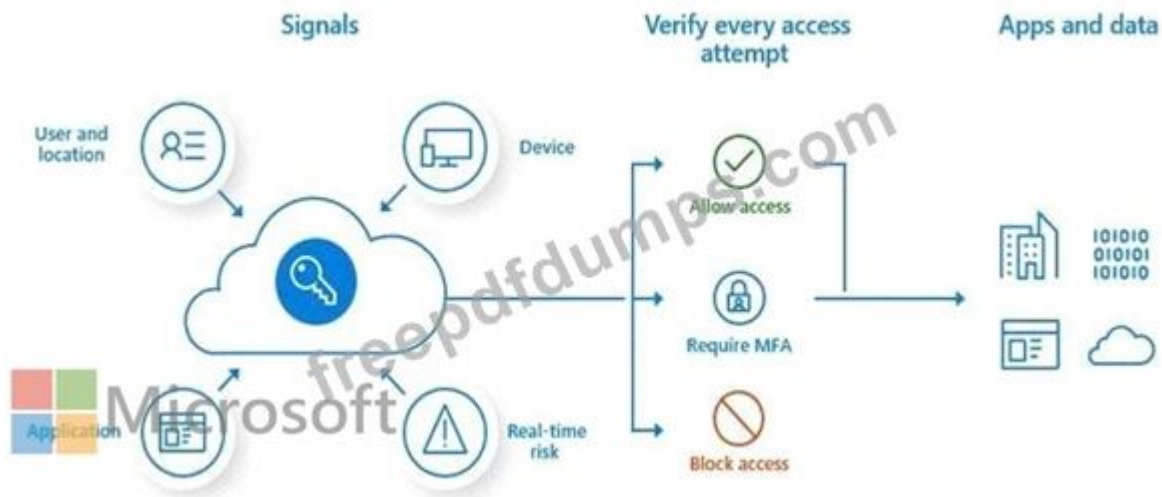 Signals
Verify every access
attempt
Apps and data
User and
location
Device
Allow access
101010
010101
101010
Require MFA
freepdfdumps.com
Microsoft
Application
Real-time
risk
Block access